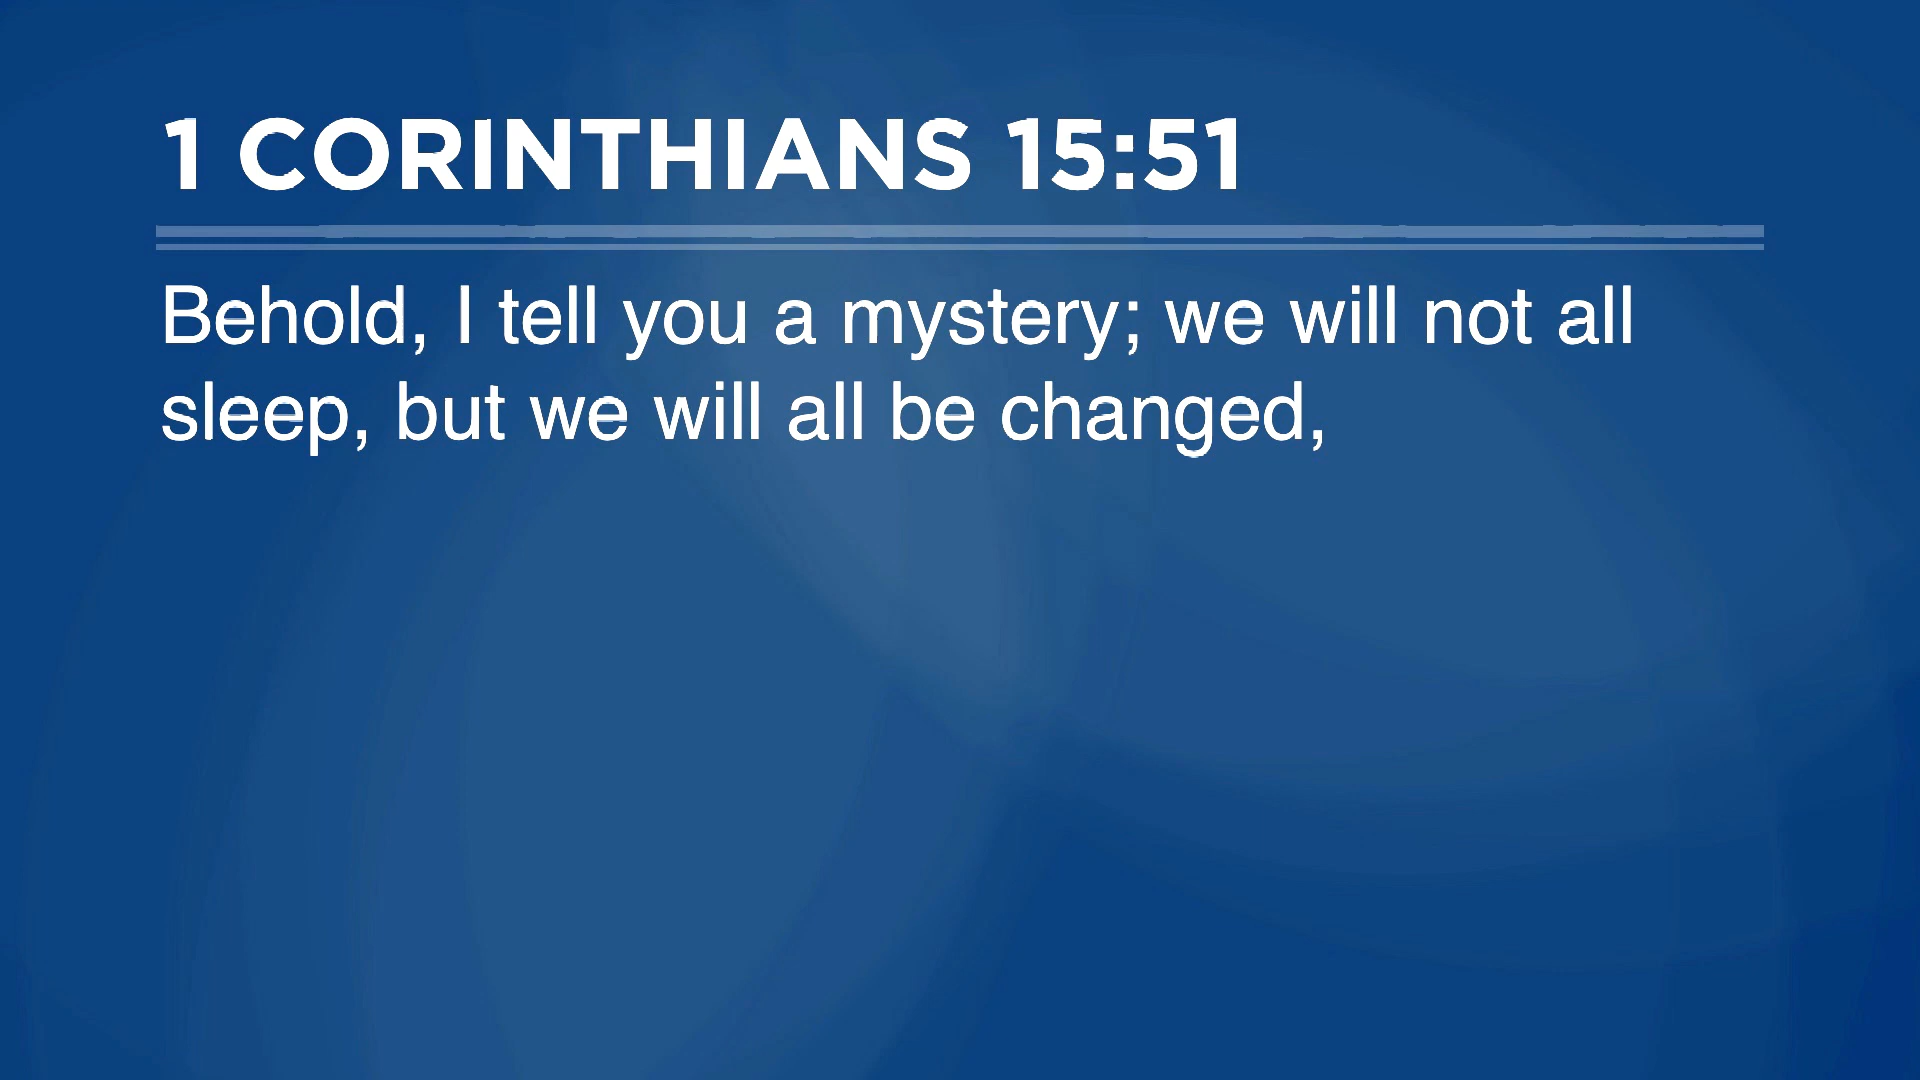 1 CORINTHIANS 15:51
Behold, I tell you a mystery; we will not all
sleep, but we will all be changed,